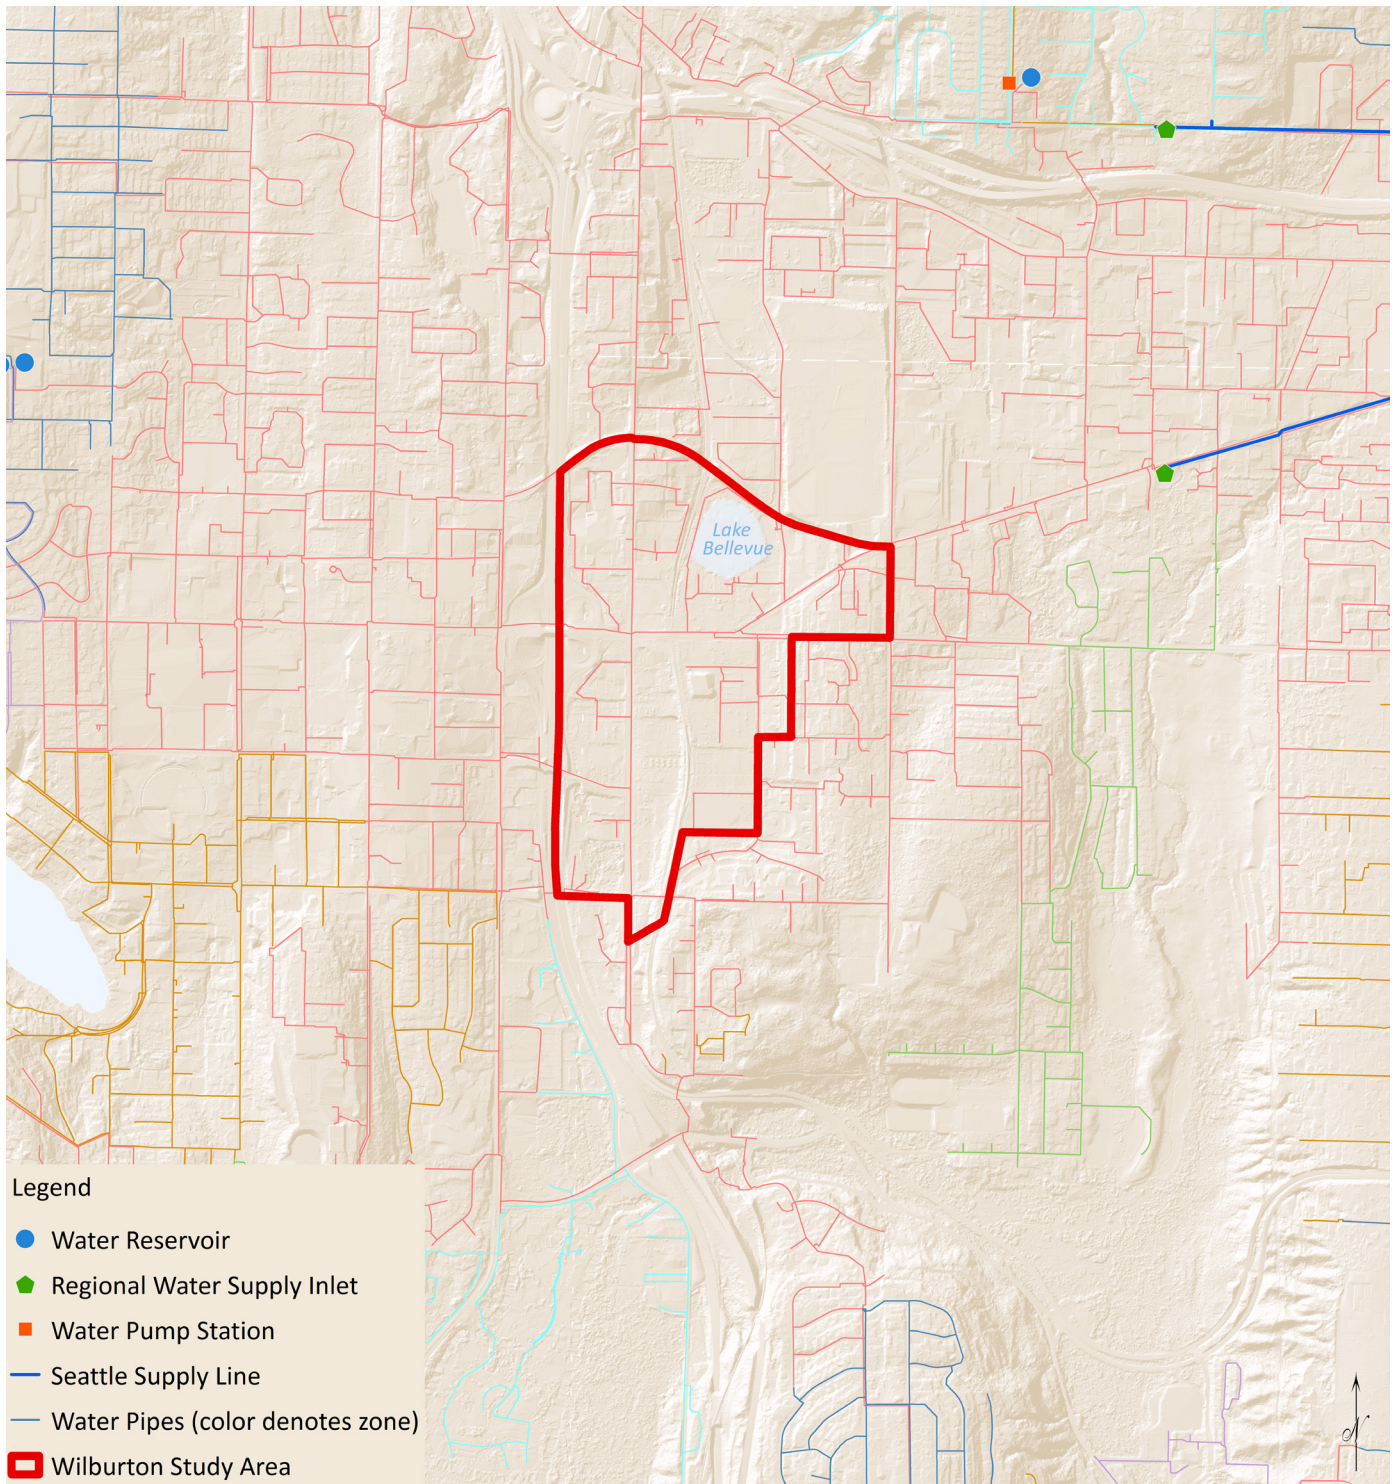 Lake
Bellevue
Legend
Water Reservoir
Regional Water Supply Inlet
Water Pump Station
Seattle Supply Line
Water Pipes (color denotes zone)
Wilburton Study Area
N